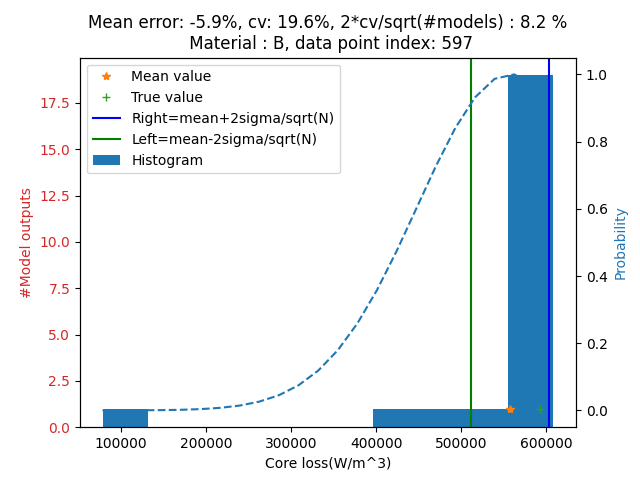 Mean error: -5.9%, cv: 19.6%, 2*cv/sqrt(#models) : 8.2 %
Material : B, data point index: 597
Mean value
True value
Right=mean+2sigma/sqrt(N)
Left=mean-2sigma/sqrt(N)
Histogram
#Model outputs
17.5
15.0
12.5
10.0
7.5
5.0
2.5
0.0
1.0
0.8
0.6
0.4
0.2
0.0
Probability
100000 200000 300000 400000 500000 600000
Core loss(W/m^3)